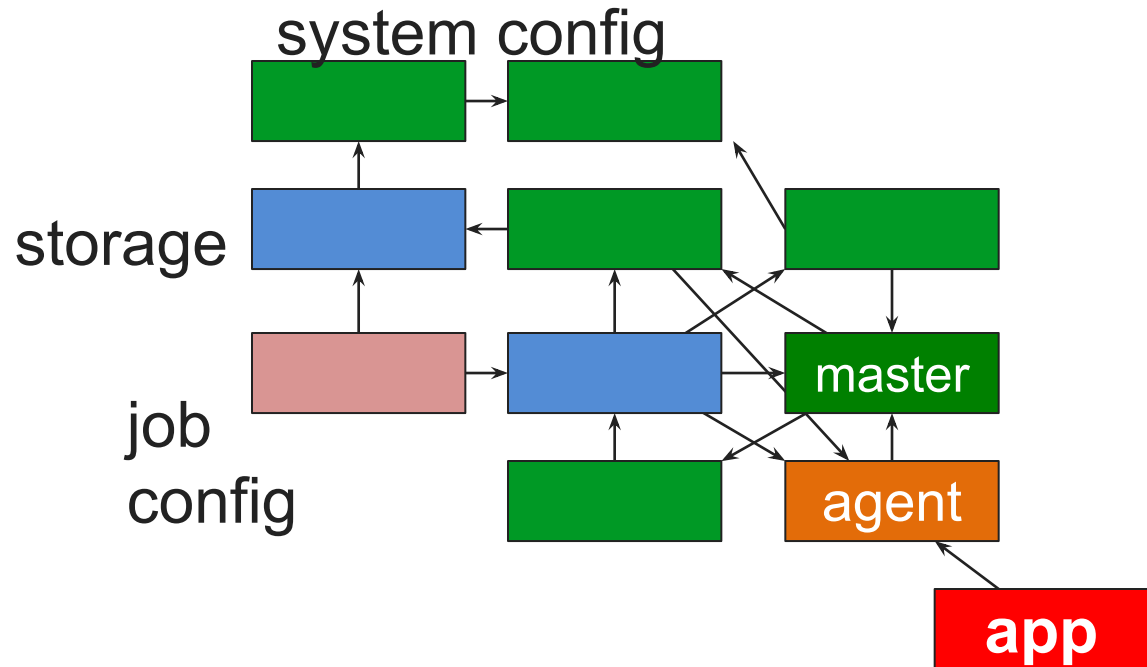 system config
storage
master
job
config
agent
app